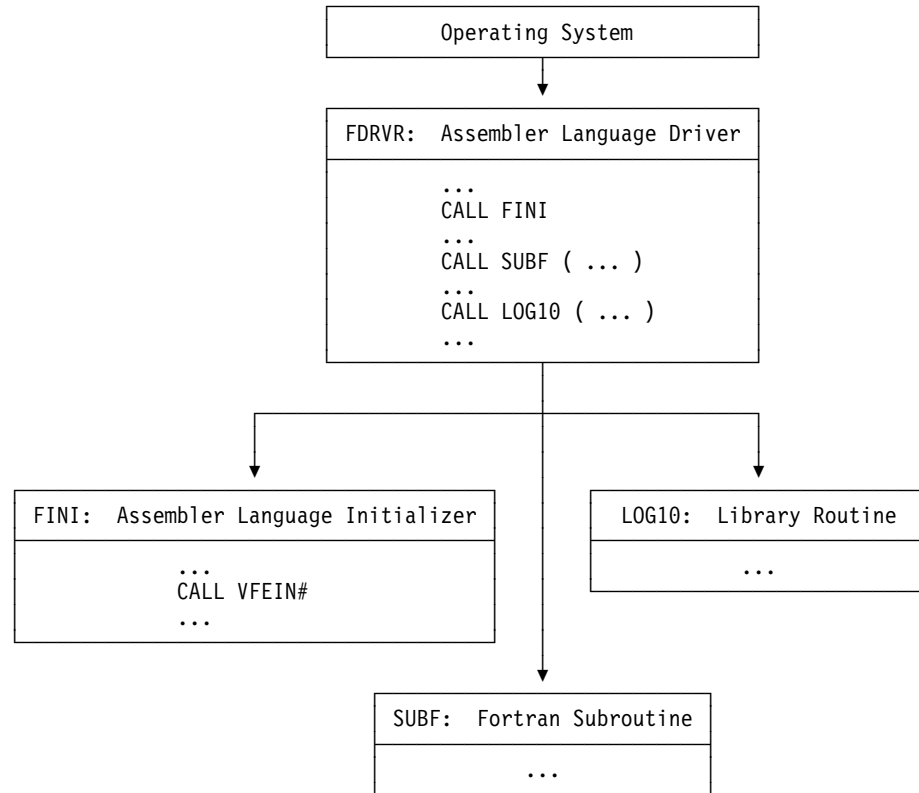 Operating System
FDRVR:  Assembler Language Driver
...
CALL FINI
...
CALL SUBF ( ... )
...
CALL LOG10 ( ... )
...
FINI:  Assembler Language Initializer
...
CALL VFEIN#
...
LOG10:  Library Routine
...
SUBF:  Fortran Subroutine
...